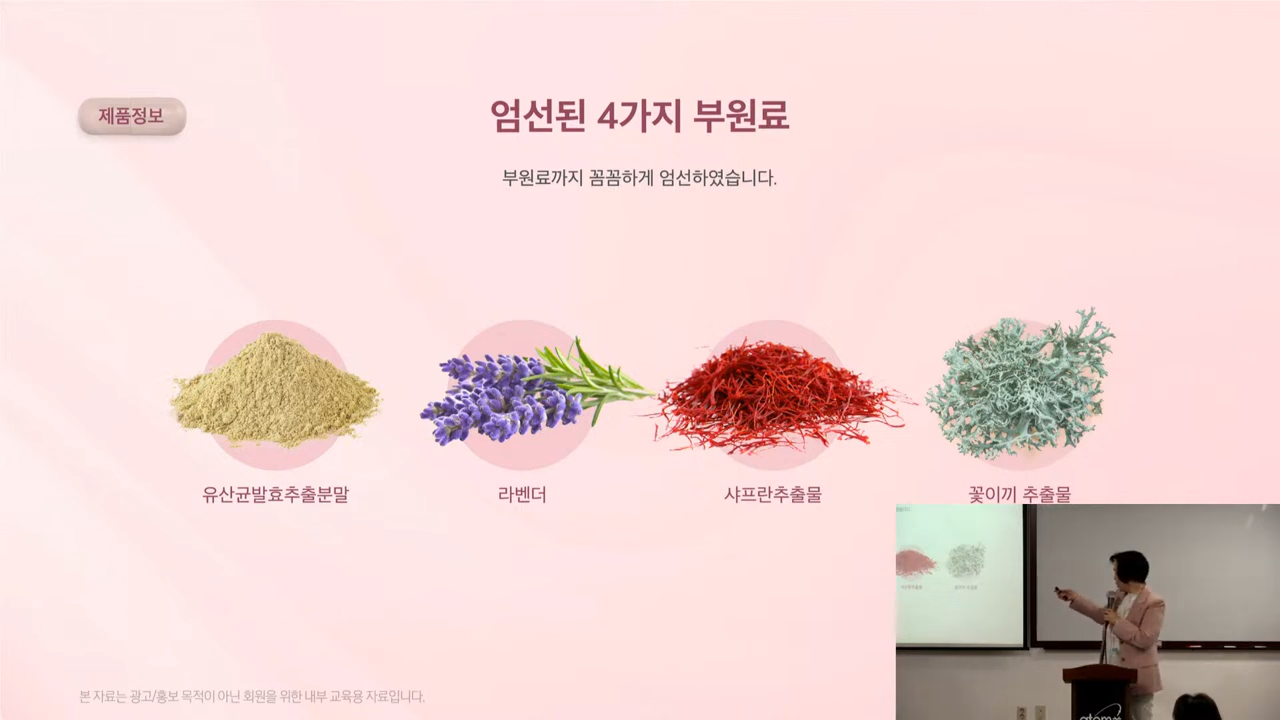 제품정보
엄선된 4가지 부원료
부원료까지 꼼꼼하게 엄선하였습니다.
유산균발효추출분말
라벤더
샤프란추출물
꽃이끼 추출물
본 자료는 광고/홍보 목적이 아닌 회원을 위한 내부 교육용 자료입니다.